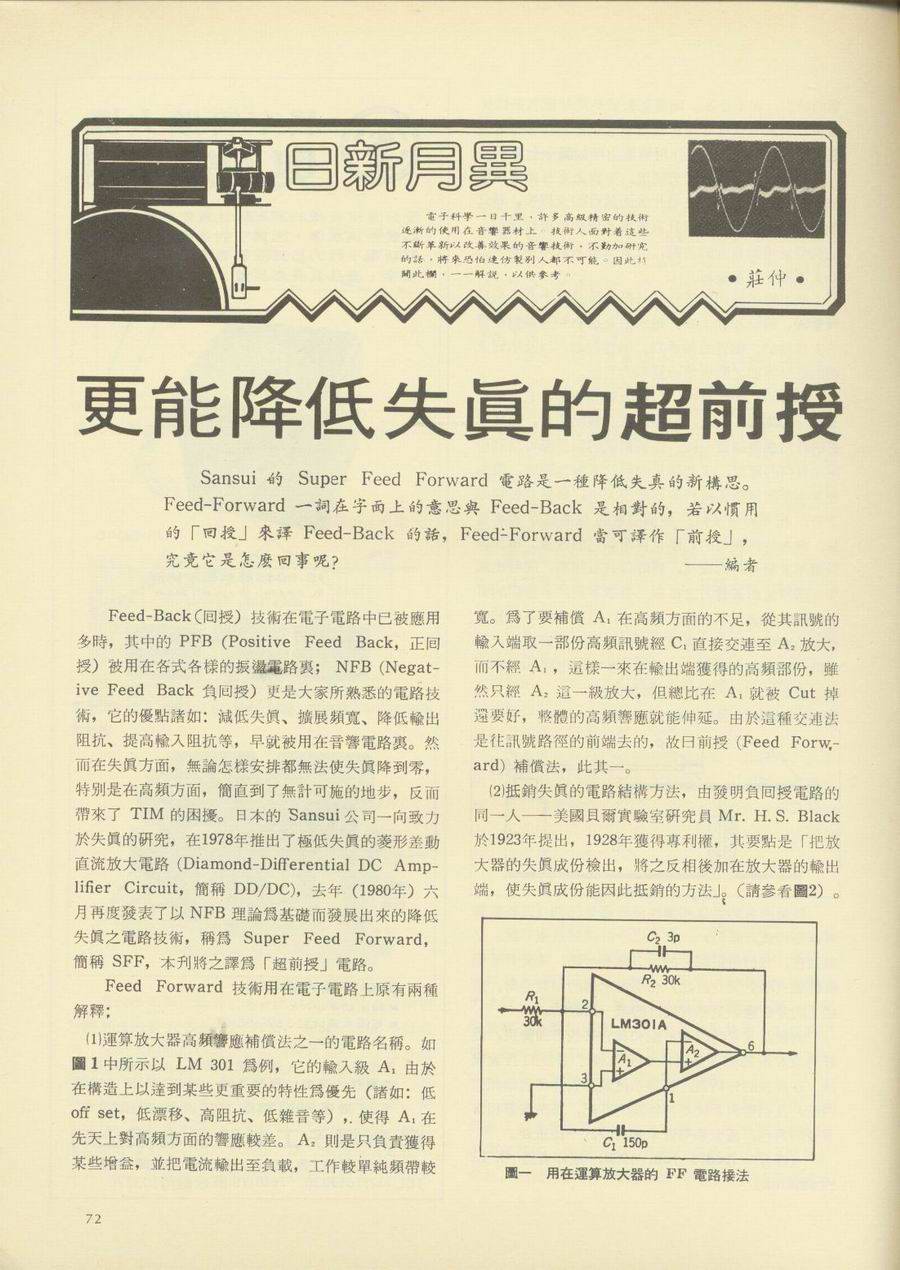 日新月異
電子科學一日千里,許多高級精密的技術
逐漸的使用在音響器材上 技術人面對着這些
不斷革新以改善效果的音響技術,不勤加研究
的話,將來恐怕連仿製別人都不可能。因此
開此欄,一一解説,以供參考。
●莊仲●
更能降低失眞的超前授
Sansui 的 Super Feed Forward 電路是一種降低失真的新構思。
Feed-Forward 一詞在字面上的意思與 Feed-Back 是相對的,若以慣用
的「回授」來譯 Feed-Back 的話,Feed-Forward 當可譯作「前授」,
究竟它是怎麼回事呢?
——編者
Feed-Back(回授)技術在電子電路中已被應用
多時,其中的 PFB (Positive Feed Back,正回
授)被用在各式各樣的振盪電路裏; NFB (Negat-
ive Feed Back 負回授)更是大家所熟悉的電路技
術,它的優點諸如:減低失眞、擴展頻寬、降低輸出
阻抗、提高輸入阻抗等,早就被用在音響電路裏。然
而在失眞方面,無論怎樣安排都無法使失眞降到零,
特別是在高頻方面,簡直到了無計可施的地步,反而
帶來了 TIM 的困擾。日本的 Sansui 公司一向致力
於失眞的研究,在1978年推出了極低失眞的菱形差動
直流放大電路 (Diamond-Differential DC Amp-
lifier Circuit,簡稱 DD/DC),去年 (1980年) 六
月再度發表了以 NFB 理論爲基礎而發展出來的降低
失眞之電路技術,稱爲 Super Feed Forward,
簡稱 SFF,本刋將之譯爲「超前授」電路。
Feed Forward 技術用在電子電路上原有兩種
解釋;
(1)運算放大器高頻響應補償法之一的電路名稱。如
圖1中所示以 LM 301 爲例,它的輸入級 A₁ 由於
在構造上以達到某些更重要的特性爲優先(諸如:低
off set,低漂移、高阻抗、低雜音等),使得 A₁ 在
先天上對高頻方面的響應較差。A₂ 則是只負責獲得
某些增益,並把電流輸出至負載,工作較單純頻帶較
寬。爲了要補償 A₁ 在高頻方面的不足,從其訊號的
輸入端取一部份高頻訊號經 C₁ 直接交連至 A₂ 放大,
而不經 A₁,這樣一來在輸出端獲得的高頻部份,雖
然只經 A₂ 這一級放大,但總比在 A₁ 就被 Cut 掉
還要好,整體的高頻響應就能伸延。由於這種交連法
是往訊號路徑的前端去的,故曰前授 (Feed Forw-
ard) 補償法,此其一。
(2)抵銷失眞的電路結構方法,由發明負回授電路的
同一人——美國貝爾實驗室研究員 Mr. H. S. Black
於1923年提出,1928年獲得專利權,其要點是「把放
大器的失眞成份檢出,將之反相後加在放大器的輸出
端,使失眞成份能因此抵銷的方法」。(請參看圖2)。
C₂ 3p
R₂ 30k
R₁
30k
2
LM301A
A₁
A₂
6
3
1
C₁ 150p
圖一 用在運算放大器的 FF 電路接法
72